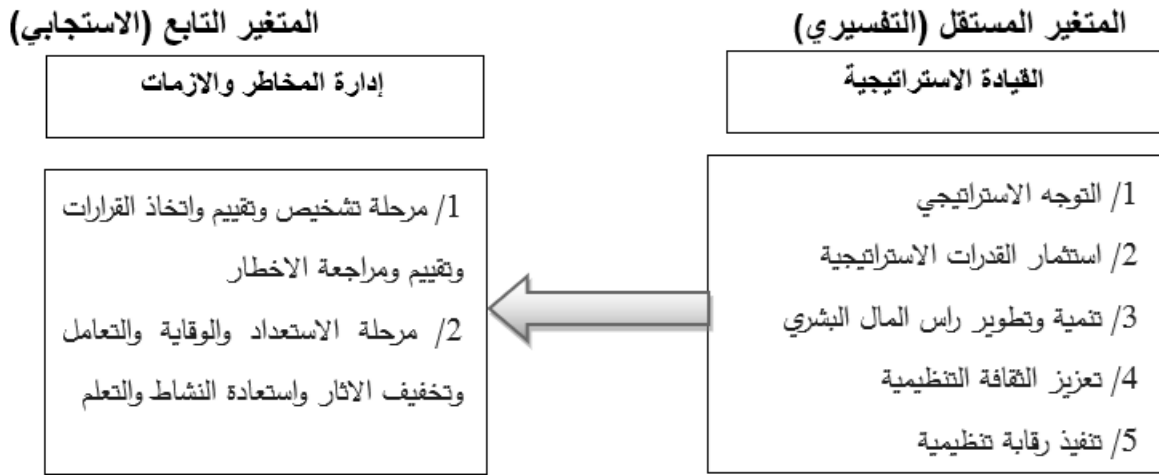 المتغير المستقل (التفسيري)
القيادة الاستراتيجية
1/ التوجه الاستراتيجي
2/ استثمار القدرات الاستراتيجية
3/ تنمية وتطوير راس المال البشري
4/ تعزيز الثقافة التنظيمية
5/ تنفيذ رقابة تنظيمية
المتغير التابع (الاستجابي)
إدارة المخاطر والازمات
1/ مرحلة تشخيص وتقييم واتخاذ القرارات
وتقييم ومراجعة الاخطار
2/ مرحلة الاستعداد والوقاية والتعامل
وتخفيف الاثار واستعادة النشاط والتعلم